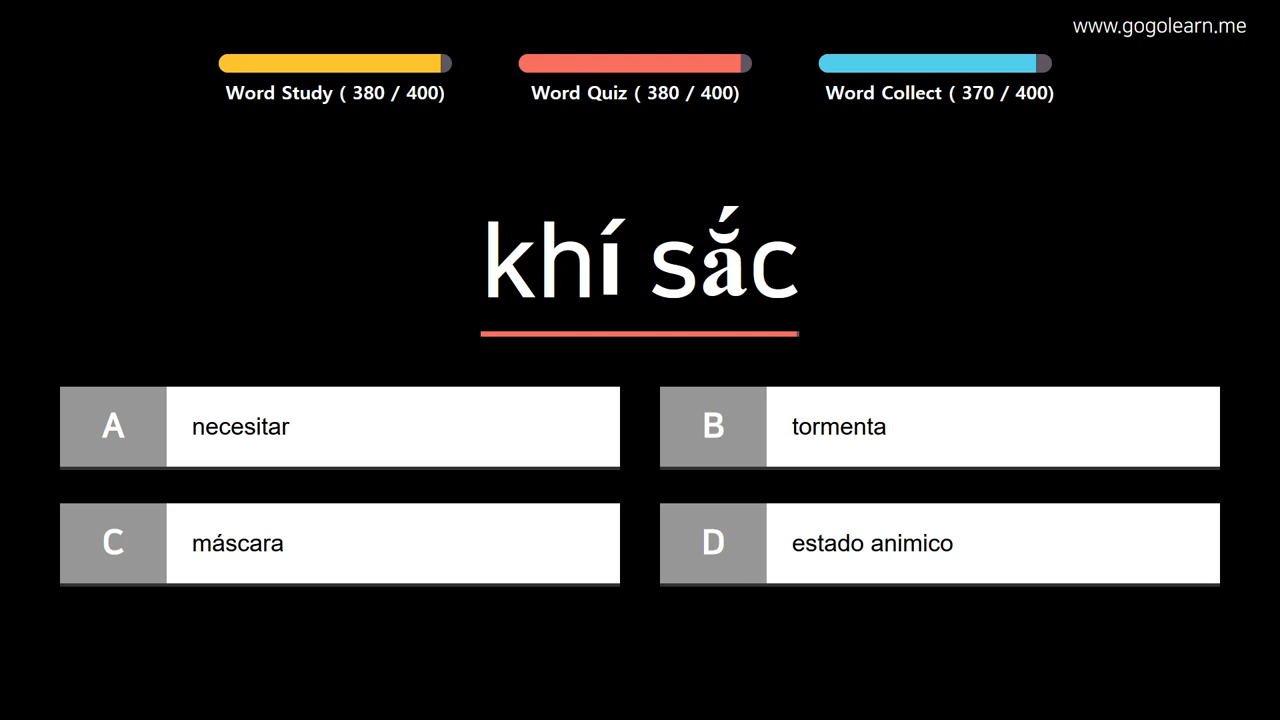 www.gogolearn.me
Word Study ( 380 / 400)
Word Quiz ( 380 / 400)
Word Collect ( 370 / 400)
khí sắc
A necesitar
B tormenta
C máscara
D estado animico